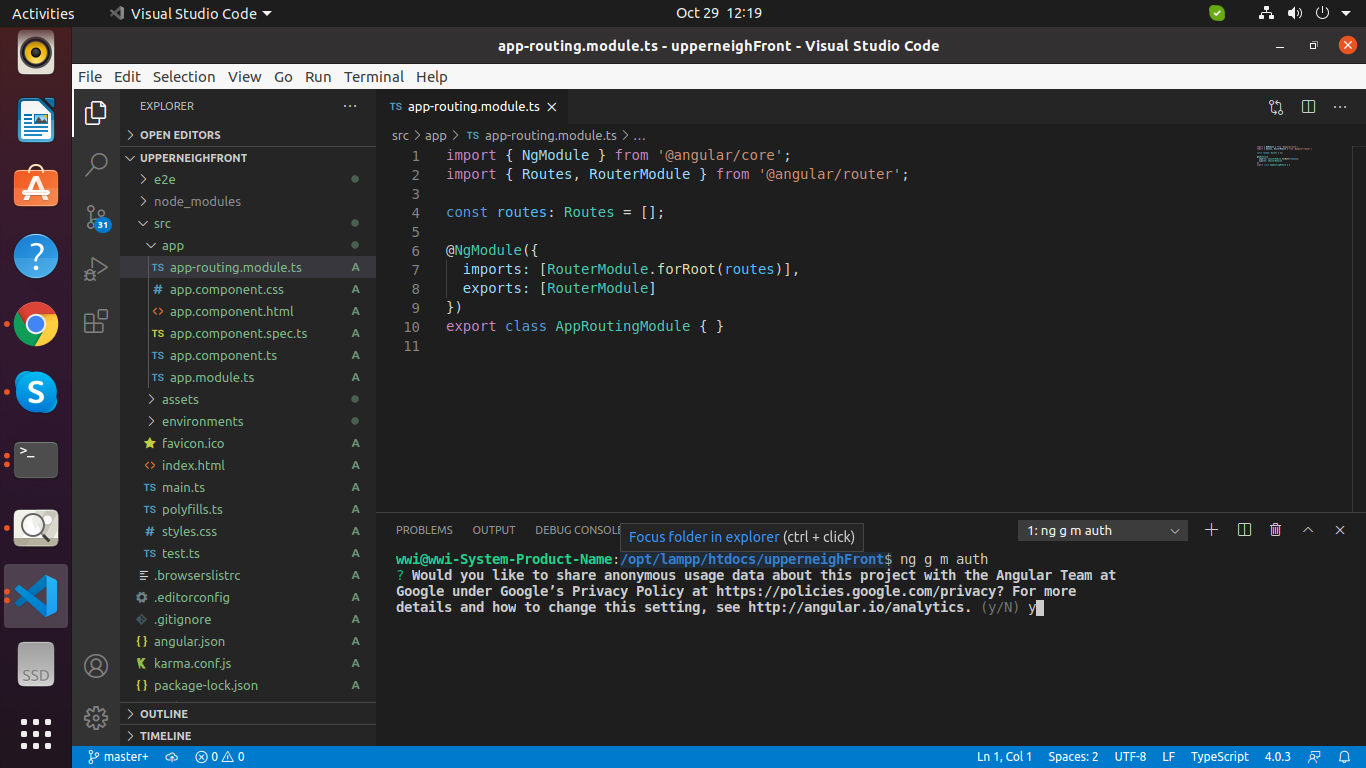 Activities Visual Studio Code Oct 29 12:19
app-routing.module.ts - upperneighFront - Visual Studio Code
File Edit Selection View Go Run Terminal Help
EXPLORER
OPEN EDITORS
UPPERNEIGHFRONT
e2e
node_modules
src
app
TS app-routing.module.ts A
# app.component.css A
<> app.component.html A
TS app.component.spec.ts A
TS app.component.ts A
TS app.module.ts A
assets
environments
favicon.ico A
<> index.html A
TS main.ts A
TS polyfills.ts A
# styles.css A
TS test.ts A
.browserslistrc A
.editorconfig A
.gitignore A
{} angular.json A
K karma.conf.js A
{} package-lock.json A
OUTLINE
TIMELINE
31
SSD
TS app-routing.module.ts
src > app > TS app-routing.module.ts > ...
1 import { NgModule } from '@angular/core';
2 import { Routes, RouterModule } from '@angular/router';
3
4 const routes: Routes = [];
5
6 @NgModule({
7 imports: [RouterModule.forRoot(routes)],
8 exports: [RouterModule]
9 })
10 export class AppRoutingModule { }
11
PROBLEMS OUTPUT DEBUG CONSOLE 1: ng g m auth
Focus folder in explorer (ctrl + click)
wwi@wwi-System-Product-Name:/opt/lampp/htdocs/upperneighFront$ ng g m auth
? Would you like to share anonymous usage data about this project with the Angular Team at
Google under Google’s Privacy Policy at https://policies.google.com/privacy? For more
details and how to change this setting, see http://angular.io/analytics. (y/N) y
master+ 0 0 Ln 1, Col 1 Spaces: 2 UTF-8 LF TypeScript 4.0.3